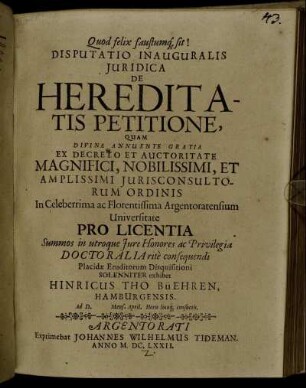 43.
Quod felix faustumq́; sit!
DISPUTATIO INAUGURALIS
JURIDICA
DE
HEREDITA-
TIS PETITIONE,
QUAM
DIVINA ANNUENTE GRATIA
EX DECRETO ET AUCTORITATE
MAGNIFICI, NOBILISSIMI, ET
AMPLISSIMI JURISCONSULTO-
RUM ORDINIS
In Celeberrima ac Florentissima Argentoratensium
Universitate
PRO LICENTIA
Summos in utroque Jure Honores ac Privilegia
DOCTORALIA ritè consequendi
Placidæ Eruditorum Disquisitioni
SOLENNITER exhibet
HINRICUS THO BUEHREN,
HAMBURGENSIS.
Ad D. Mens. April. Horis locoq́; consuetis.
ARGENTORATI
Exprimebat JOHANNES WILHELMUS TIDEMAN.
ANNO M. DC. LXXII.